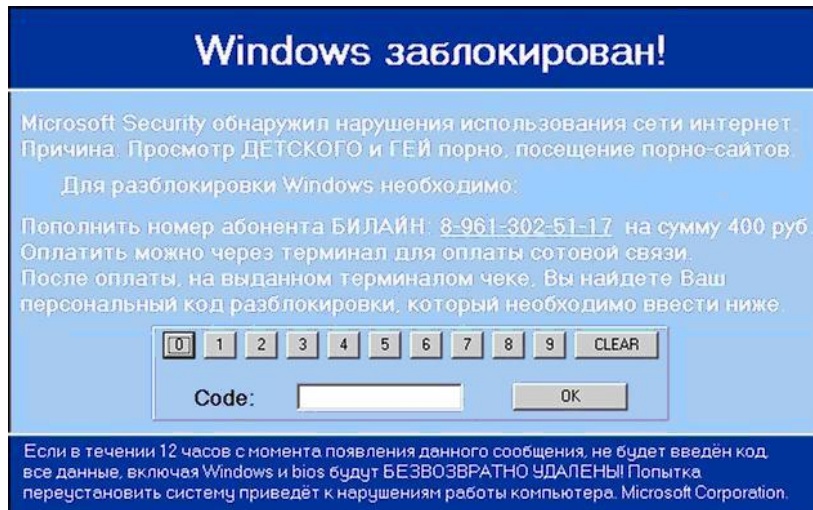 Windows заблокирован!
Microsoft Security обнаружил нарушения использования сети интернет.
Причина: Просмотр ДЕТСКОГО и ГЕЙ порно, посещение порно-сайтов.
Для разблокировки Windows необходимо:
Пополнить номер абонента БИЛАЙН: 8-961-302-51-17 на сумму 400 руб.
Оплатить можно через терминал для оплаты сотовой связи.
После оплаты, на выданном терминалом чеке, Вы найдете Ваш
персональный код разблокировки, который необходимо ввести ниже.
0 1 2 3 4 5 6 7 8 9 CLEAR
Code: OK
Если в течении 12 часов с момента появления данного сообщения, не будет введён код,
все данные, включая Windows и bios будут БЕЗВОЗВРАТНО УДАЛЕНЫ! Попытка
переустановить систему приведёт к нарушениям работы компьютера. Microsoft Corporation.